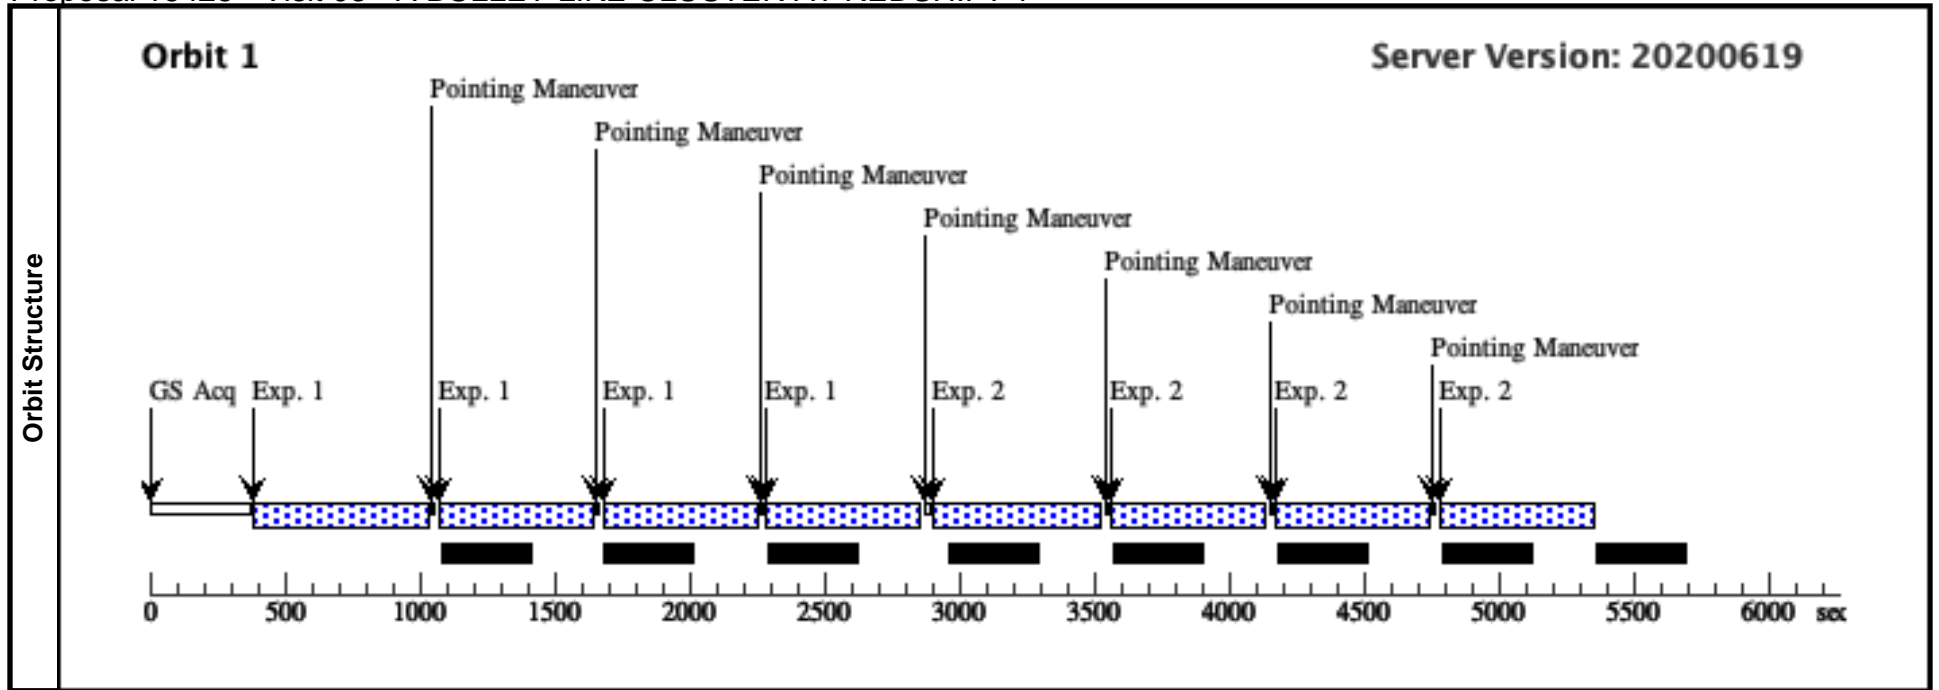 Orbit 1
Server Version: 20200619
Pointing Maneuver
Pointing Maneuver
Pointing Maneuver
Pointing Maneuver
Pointing Maneuver
Pointing Maneuver
Pointing Maneuver
Orbit Structure
GS Acq Exp. 1 Exp. 1 Exp. 1 Exp. 1 Exp. 2 Exp. 2 Exp. 2 Exp. 2
0 500 1000 1500 2000 2500 3000 3500 4000 4500 5000 5500 6000 sec